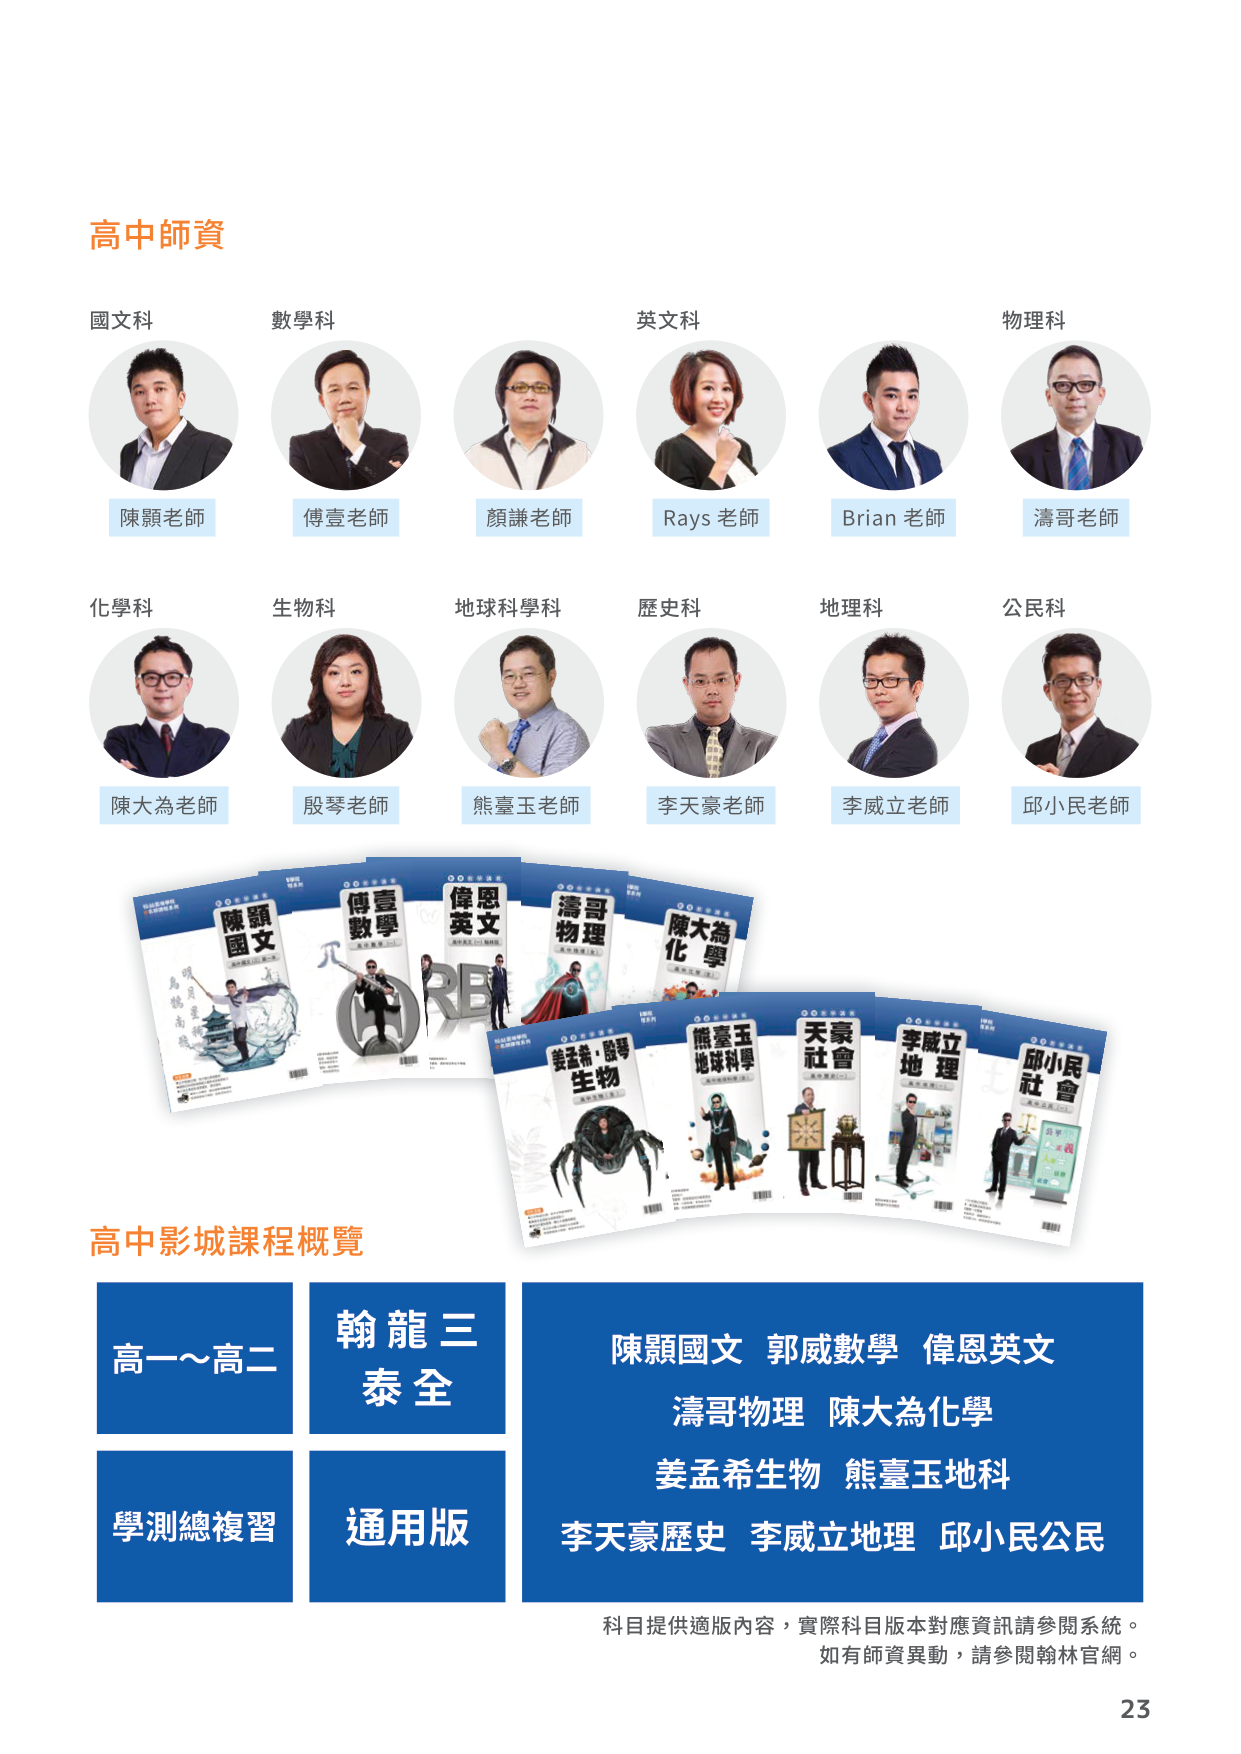 高中師資
國文科
數學科
英文科
物理科
陳顥老師
傅壹老師
顏謙老師
Rays 老師
Brian 老師
濤哥老師
化學科
生物科
地球科學科
歷史科
地理科
公民科
陳大為老師
殷琴老師
熊臺玉老師
李天豪老師
李威立老師
邱小民老師
陳顥
國文
傅壹
數學
偉恩
英文
濤哥
物理
陳大為
化學
姜孟希・殷琴
生物
熊臺玉
地球科學
天豪
社會
李威立
地理
邱小民
社會
高中影城課程概覽
高一～高二
翰龍三
泰全
學測總複習
通用版
陳顥國文 郭威數學 偉恩英文
濤哥物理 陳大為化學
姜孟希生物 熊臺玉地科
李天豪歷史 李威立地理 邱小民公民
科目提供適版內容，實際科目版本對應資訊請參閱系統。
如有師資異動，請參閱翰林官網。
23